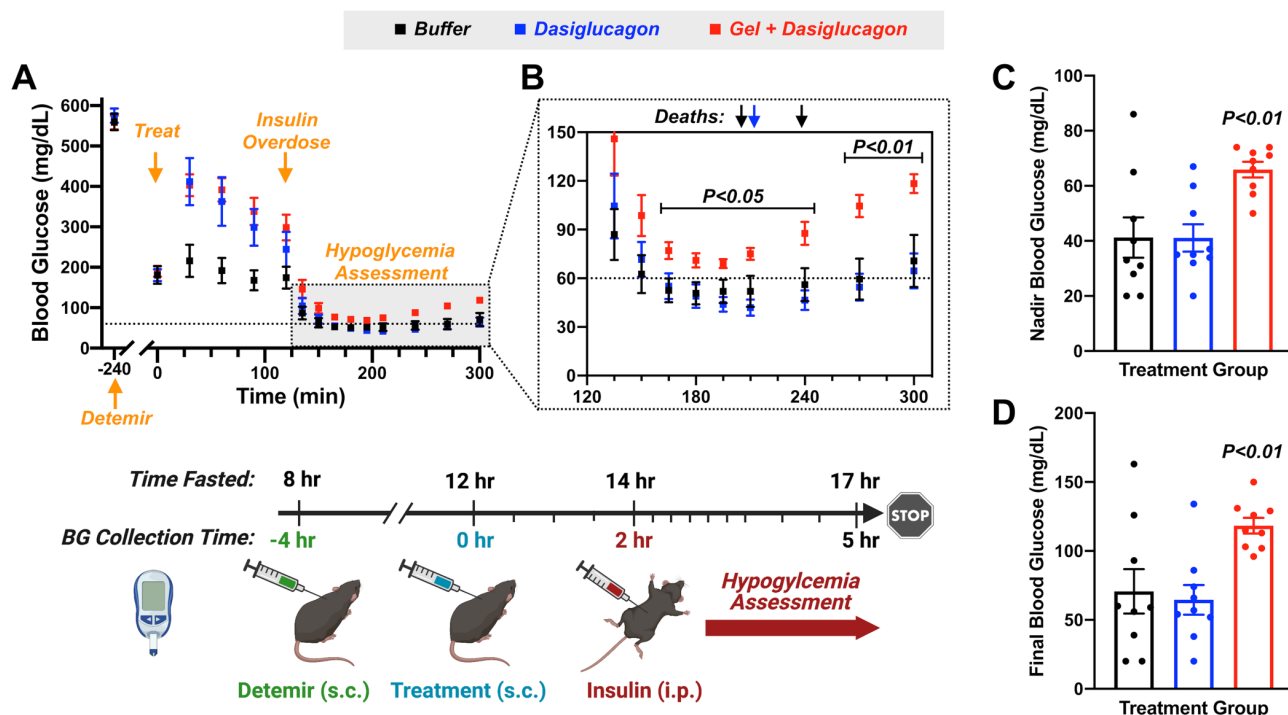 Buffer Dasiglucagon Gel + Dasiglucagon
A
Blood Glucose (mg/dL)
600
500
400
300
200
100
0
Treat
Insulin
Overdose
Hypoglycemia
Assessment
-240 0 100 200 300
Time (min)
Detemir
B
Deaths:
150
120
90
60
30
0
P<0.05
P<0.01
120 180 240 300
C
Nadir Blood Glucose (mg/dL)
100
80
60
40
20
0
P<0.01
Treatment Group
D
Final Blood Glucose (mg/dL)
200
150
100
50
0
P<0.01
Treatment Group
Time Fasted: 8 hr 12 hr 14 hr 17 hr
STOP
BG Collection Time: -4 hr 0 hr 2 hr 5 hr
Hypogylcemia
Assessment
Detemir (s.c.) Treatment (s.c.) Insulin (i.p.)